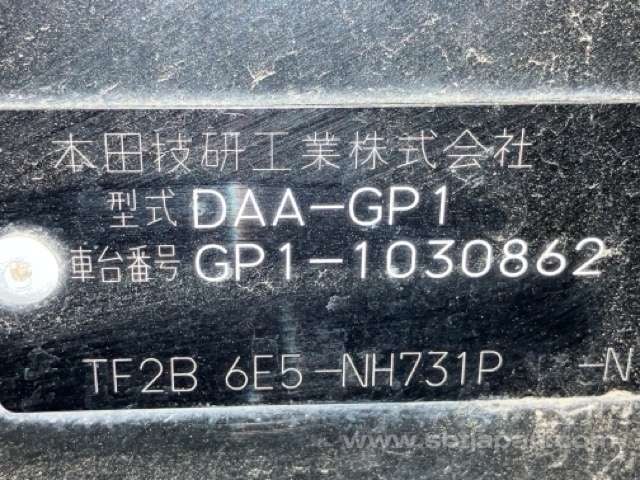 本田技研工業株式会社
型式 DAA-GP1
車台番号 GP1-1030862
TF2B 6E5-NH731P -N
www.sbtjapan.com